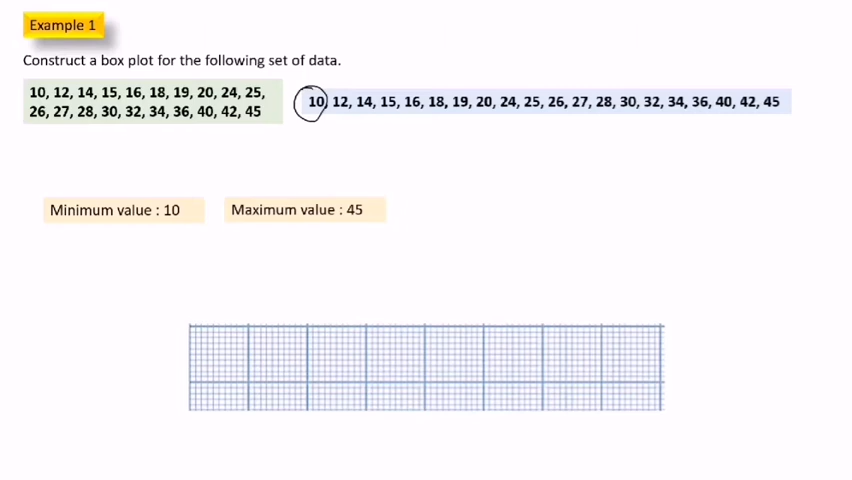 Example 1
Construct a box plot for the following set of data.
10, 12, 14, 15, 16, 18, 19, 20, 24, 25,
26, 27, 28, 30, 32, 34, 36, 40, 42, 45
10, 12, 14, 15, 16, 18, 19, 20, 24, 25, 26, 27, 28, 30, 32, 34, 36, 40, 42, 45
Minimum value : 10
Maximum value : 45